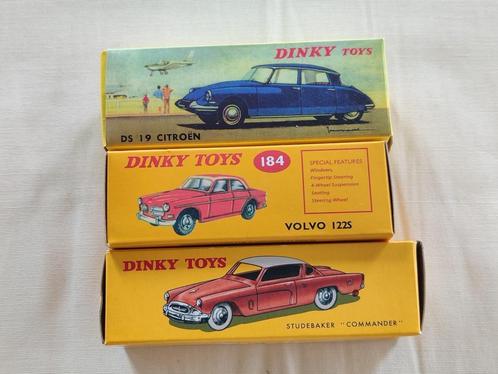 DINKY TOYS
DS 19 CITROËN
DINKY TOYS
184
SPECIAL FEATURES
Windows,
Fingertip Steering
4-Wheel Suspension
Seating
Steering-Wheel
VOLVO 122S
DINKY TOYS
STUDEBAKER "COMMANDER"